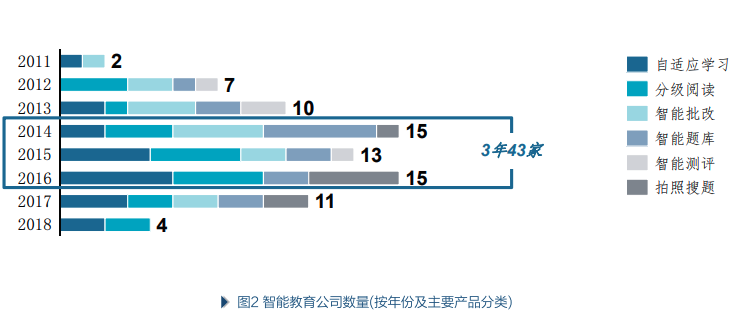 2011 2
2012 7
2013 10
2014 15
2015 13
2016 15
2017 11
2018 4
3年43家
自适应学习
分级阅读
智能批改
智能题库
智能测评
拍照搜题
图2 智能教育公司数量(按年份及主要产品分类)